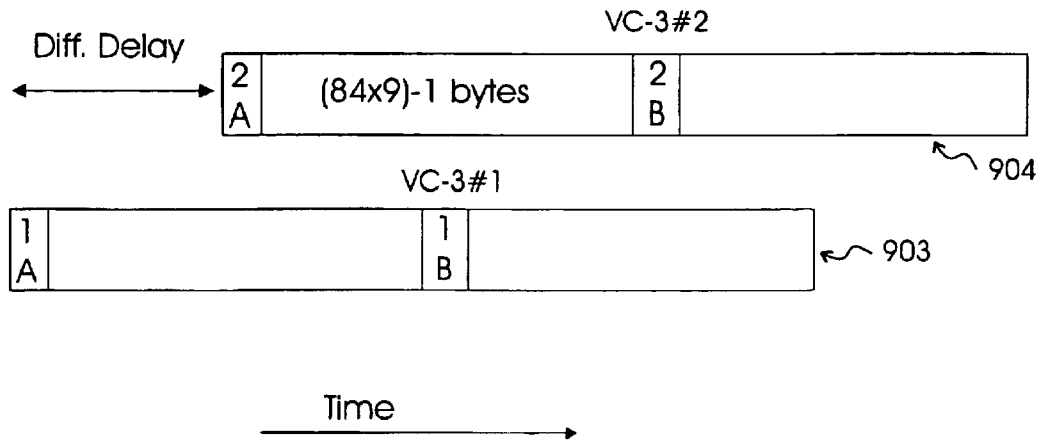 VC-3#2
Diff. Delay
2
A
(84x9)-1 bytes
2
B
904
VC-3#1
1
A
1
B
903
Time